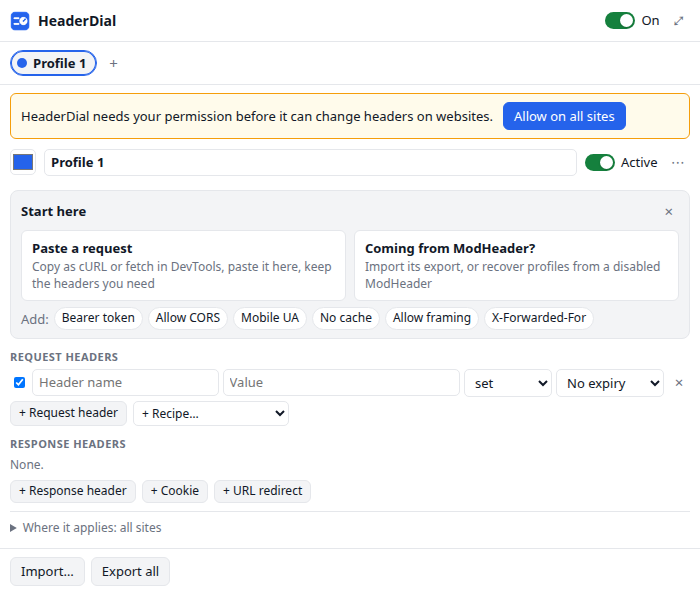 HeaderDial
On
Profile 1
+
HeaderDial needs your permission before it can change headers on websites.
Allow on all sites
Profile 1
Active
Start here
Paste a request
Copy as cURL or fetch in DevTools, paste it here, keep
the headers you need
Coming from ModHeader?
Import its export, or recover profiles from a disabled
ModHeader
Add:
Bearer token
Allow CORS
Mobile UA
No cache
Allow framing
X-Forwarded-For
REQUEST HEADERS
Header name
Value
set
No expiry
+ Request header
+ Recipe...
RESPONSE HEADERS
None.
+ Response header
+ Cookie
+ URL redirect
Where it applies: all sites
Import...
Export all